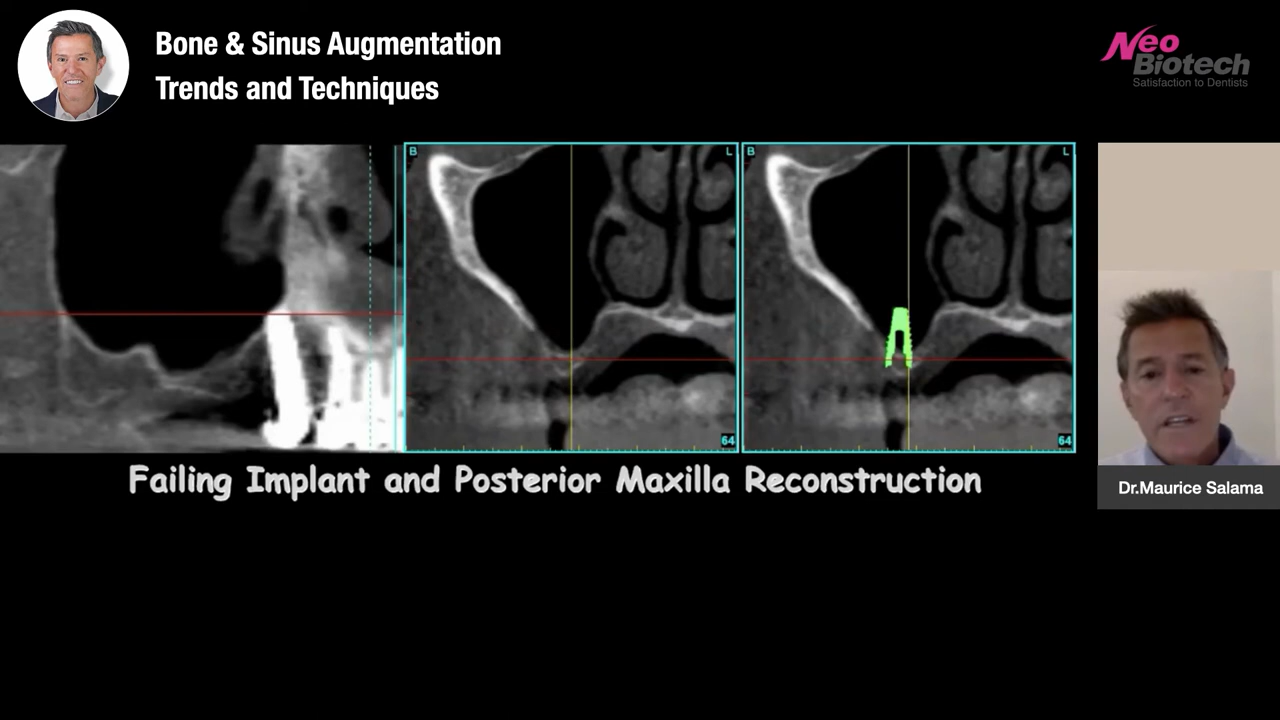 Bone & Sinus Augmentation
Trends and Techniques
Neo
Biotech
Satisfaction to Dentists
B
L
64
B
L
64
Failing Implant and Posterior Maxilla Reconstruction
Dr.Maurice Salama